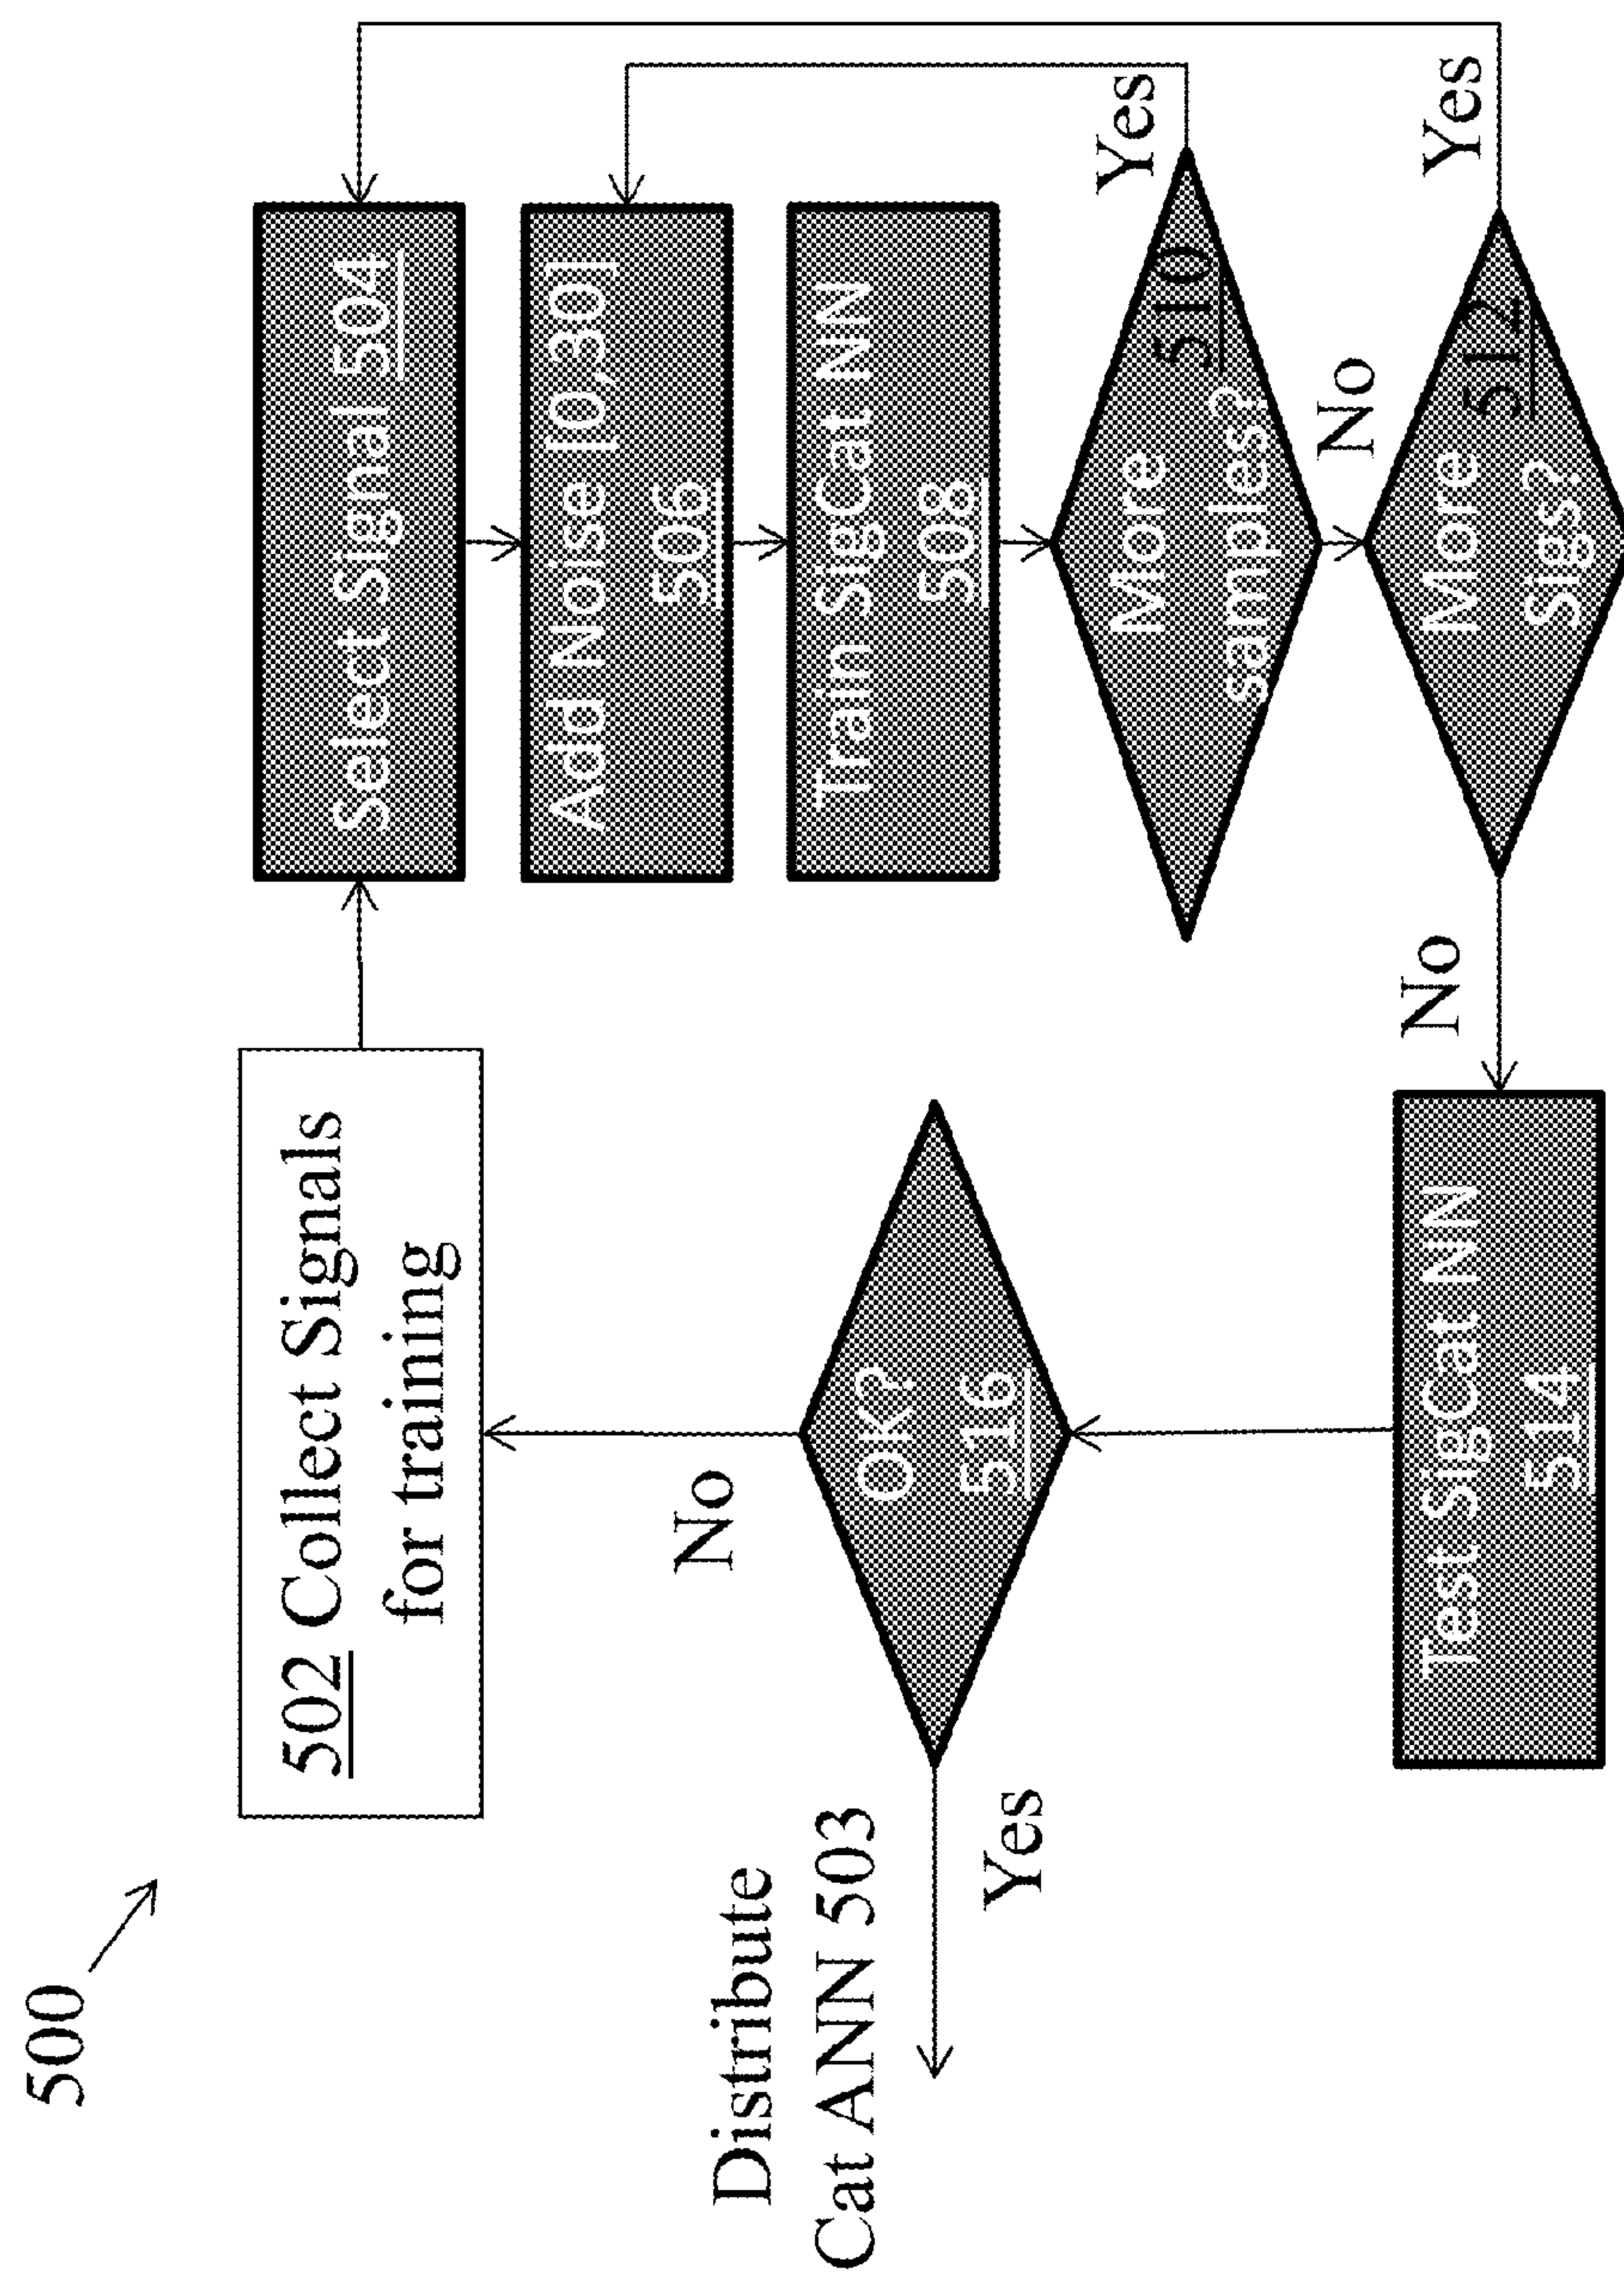 500
502 Collect Signals
for training
Select Signal 504
Add Noise [0,30]
506
Train SigCat NN
508
More 510
samples?
Yes
No
More 512
Sigs?
Yes
No
Test SigCat NN
514
OK?
516
No
Yes
Distribute
Cat ANN 503